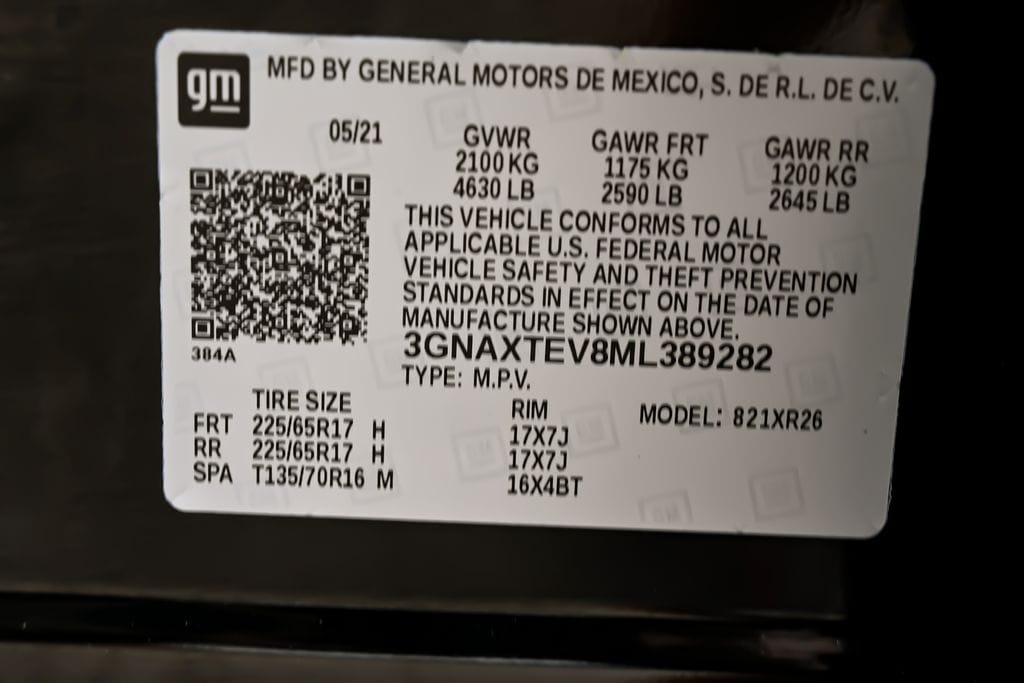 gm
MFD BY GENERAL MOTORS DE MEXICO, S. DE R.L. DE C.V.
05/21 GVWR GAWR FRT GAWR RR
2100 KG 1175 KG 1200 KG
4630 LB 2590 LB 2645 LB
THIS VEHICLE CONFORMS TO ALL
APPLICABLE U.S. FEDERAL MOTOR
VEHICLE SAFETY AND THEFT PREVENTION
STANDARDS IN EFFECT ON THE DATE OF
MANUFACTURE SHOWN ABOVE.
384A
3GNAXTEV8ML389282
TYPE: M.P.V.
TIRE SIZE RIM MODEL: 821XR26
FRT 225/65R17 H 17X7J
RR 225/65R17 H 17X7J
SPA T135/70R16 M 16X4BT